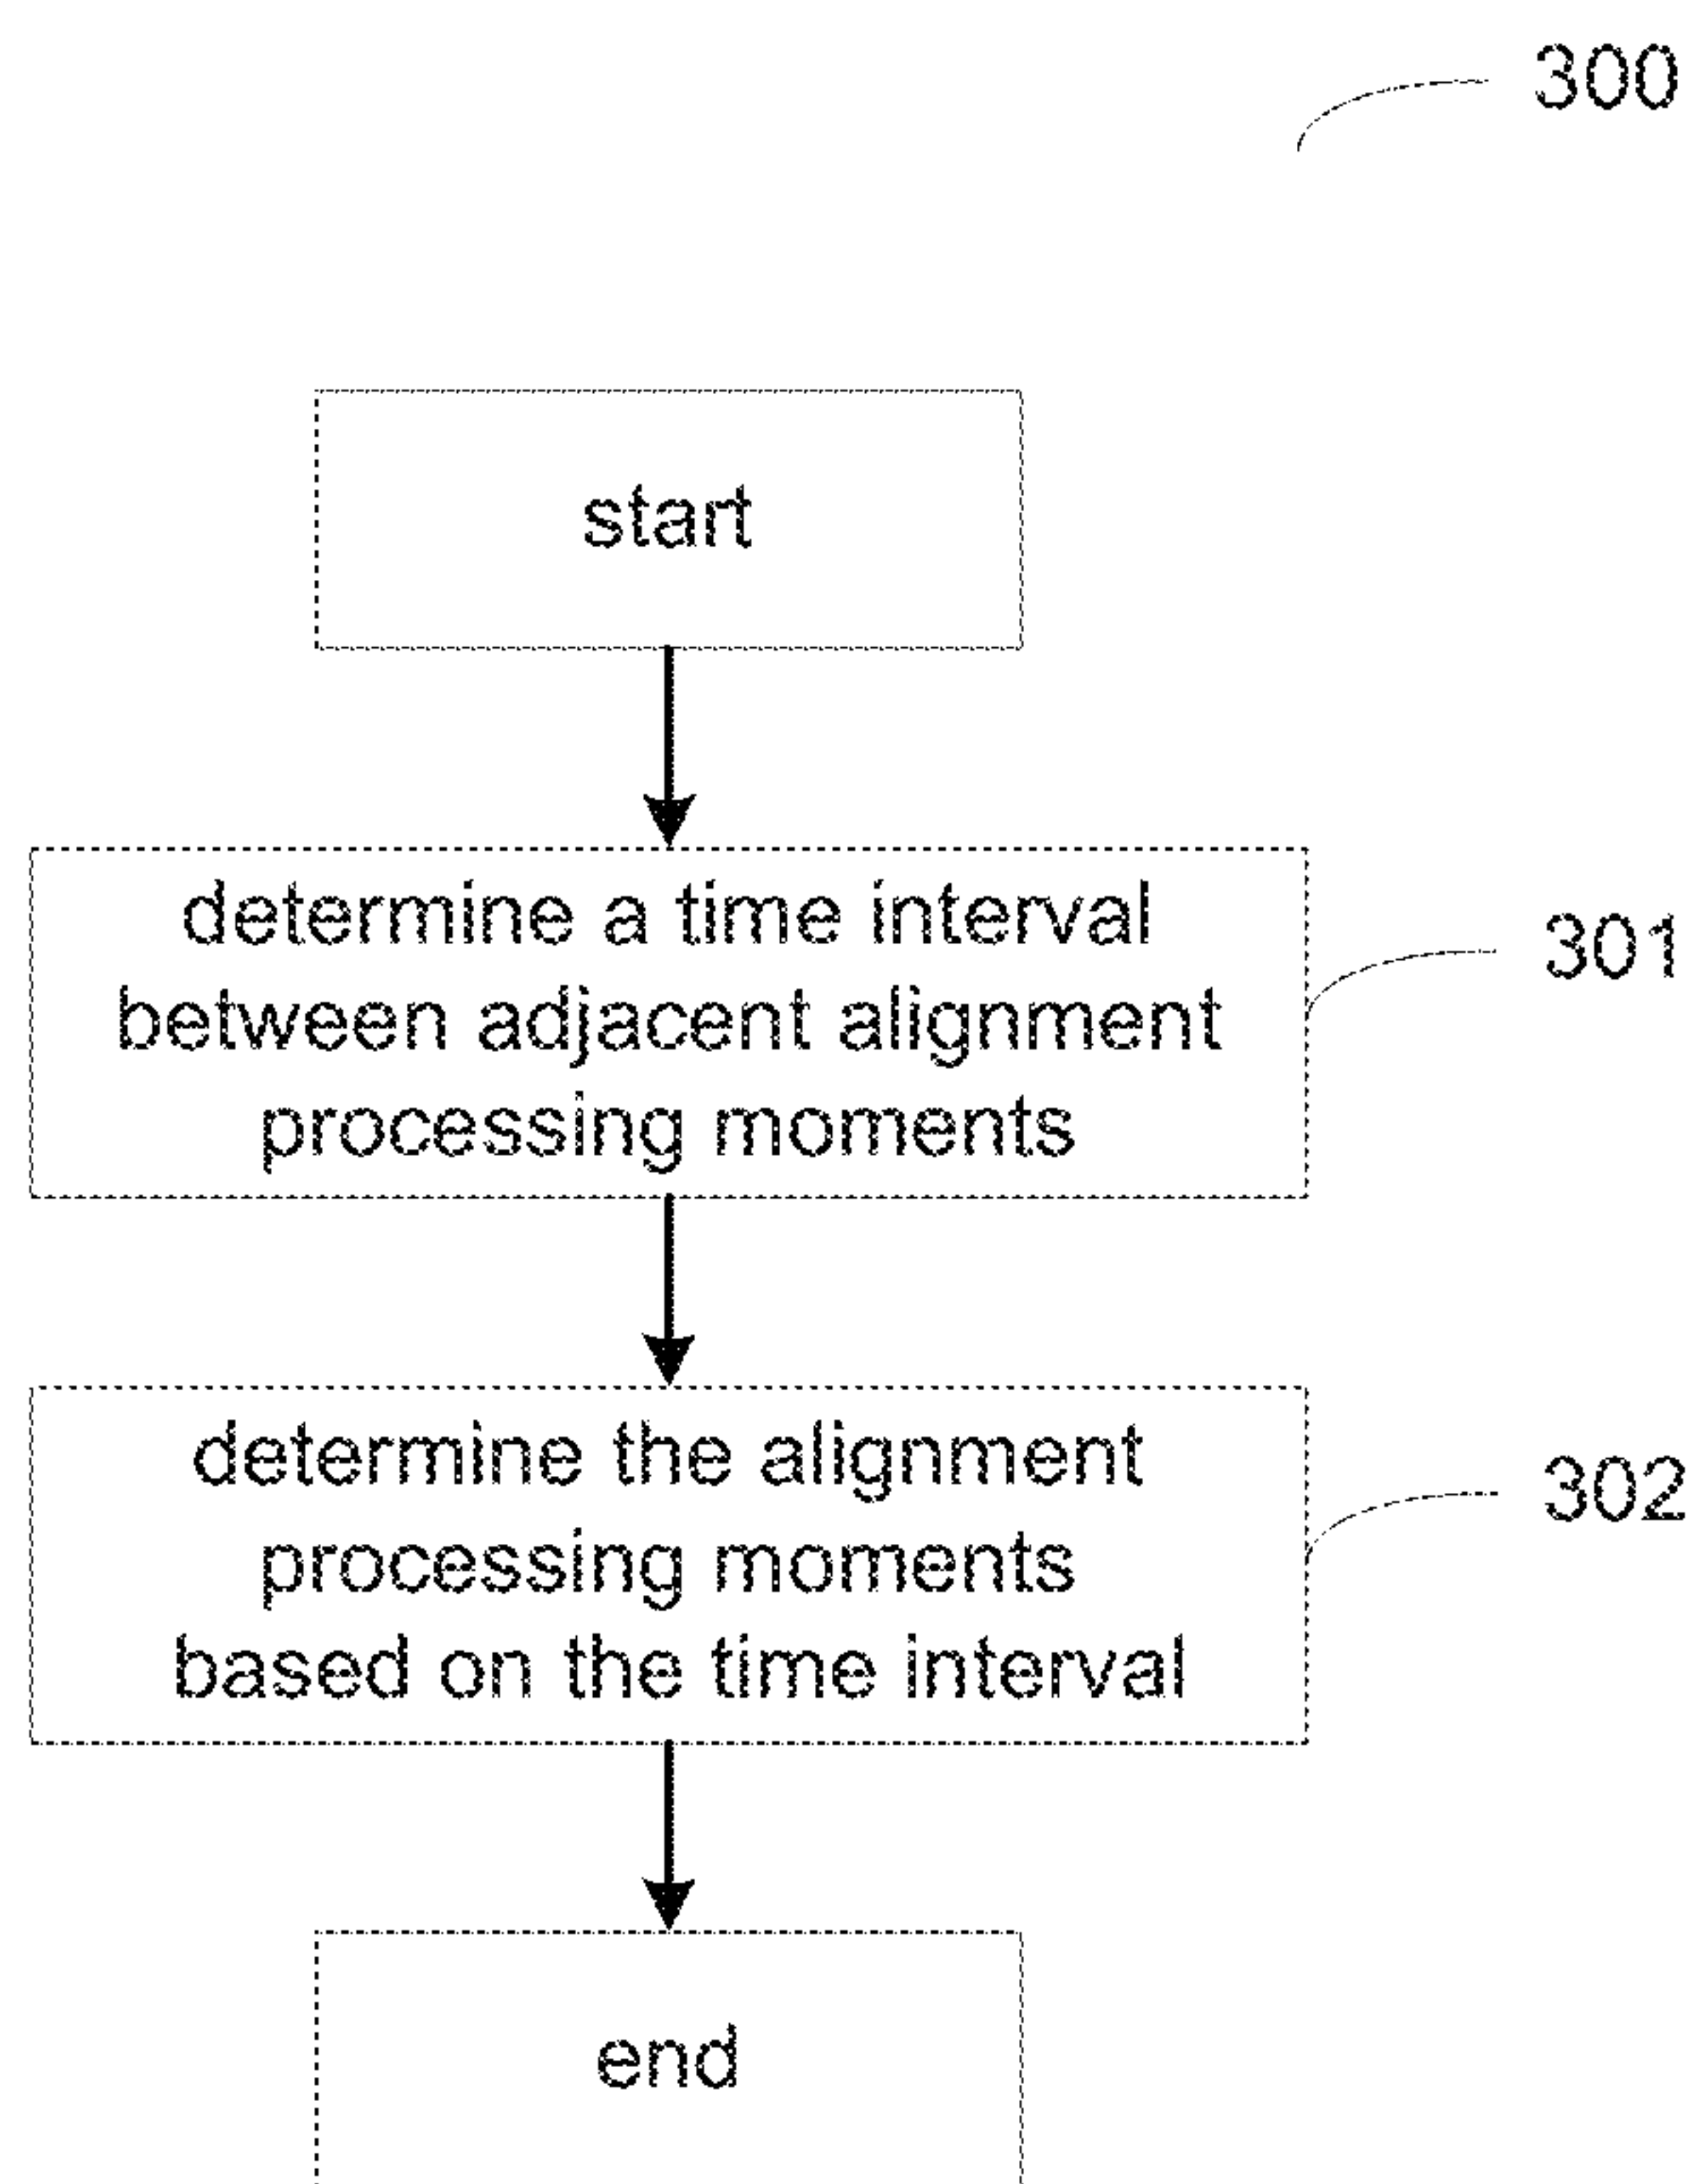 300
start
determine a time interval
between adjacent alignment
processing moments
301
determine the alignment
processing moments
based on the time interval
302
end